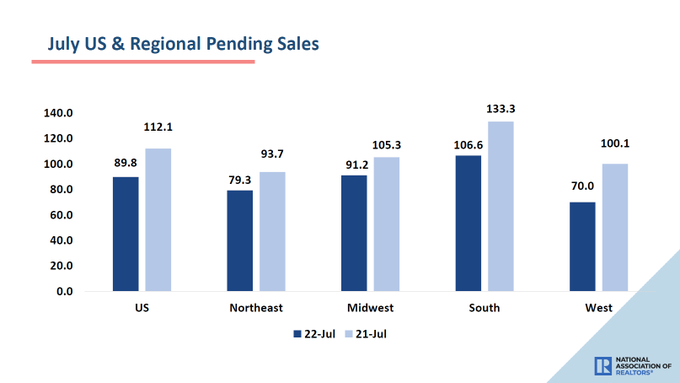 July US & Regional Pending Sales
140.0
120.0
100.0
80.0
60.0
40.0
20.0
0.0
89.8
112.1
79.3
93.7
91.2
105.3
106.6
133.3
70.0
100.1
US
Northeast
Midwest
South
West
22-Jul
21-Jul
NATIONAL
ASSOCIATION OF
REALTORS®